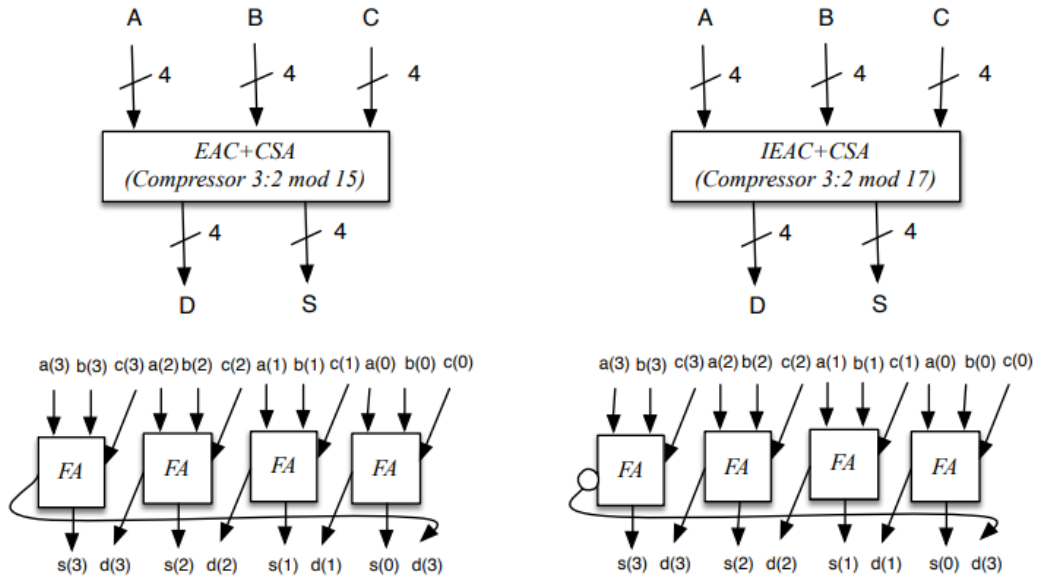 A B C
4 4 4
EAC+CSA
(Compressor 3:2 mod 15)
4 4
D S
a(3) b(3) c(3) a(2) b(2) c(2) a(1) b(1) c(1) a(0) b(0) c(0)
FA FA FA FA
s(3) d(3) s(2) d(2) s(1) d(1) s(0) d(3)
A B C
4 4 4
IEAC+CSA
(Compressor 3:2 mod 17)
4 4
D S
a(3) b(3) c(3) a(2) b(2) c(2) a(1) b(1) c(1) a(0) b(0) c(0)
FA FA FA FA
s(3) d(3) s(2) d(2) s(1) d(1) s(0) d(3)